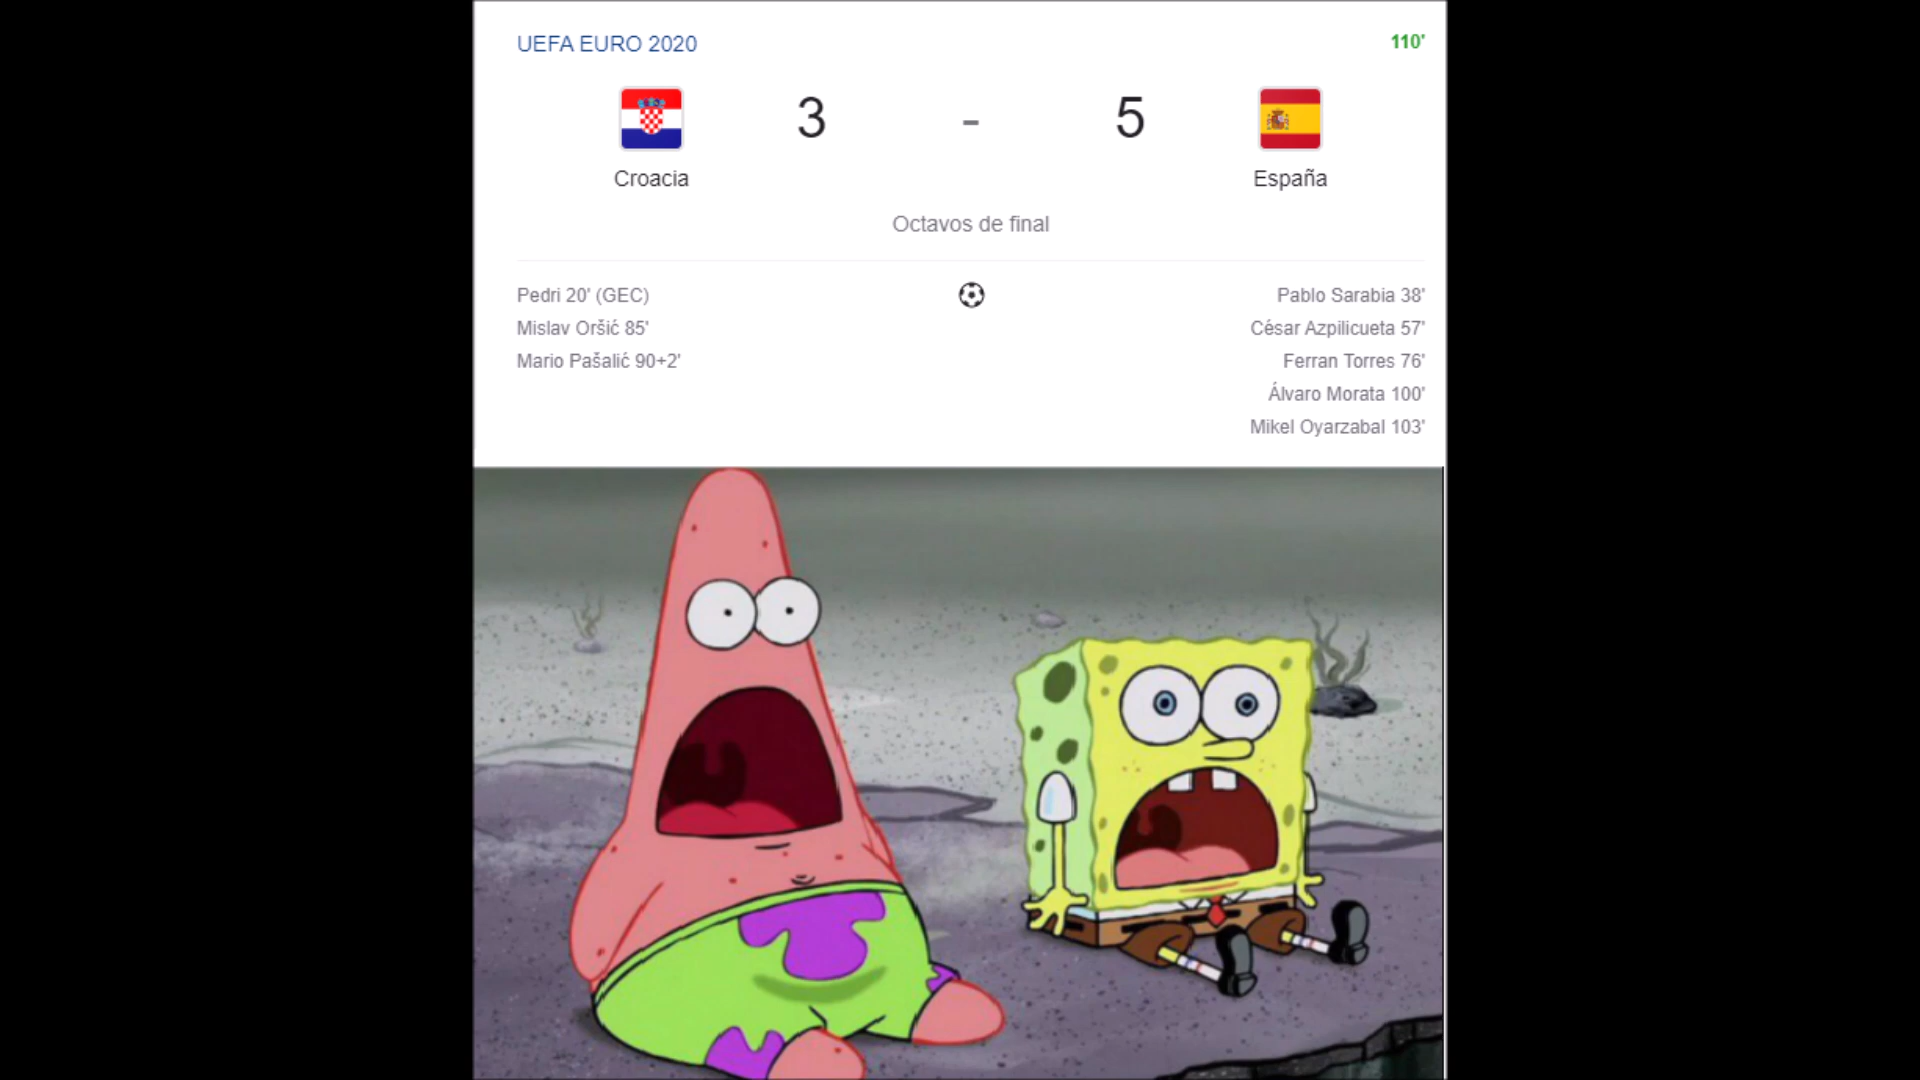 UEFA EURO 2020
110'
3 - 5
Croacia
España
Octavos de final
Pedri 20' (GEC)
Mislav Oršić 85'
Mario Pašalić 90+2'
Pablo Sarabia 38'
César Azpilicueta 57'
Ferran Torres 76'
Álvaro Morata 100'
Mikel Oyarzabal 103'